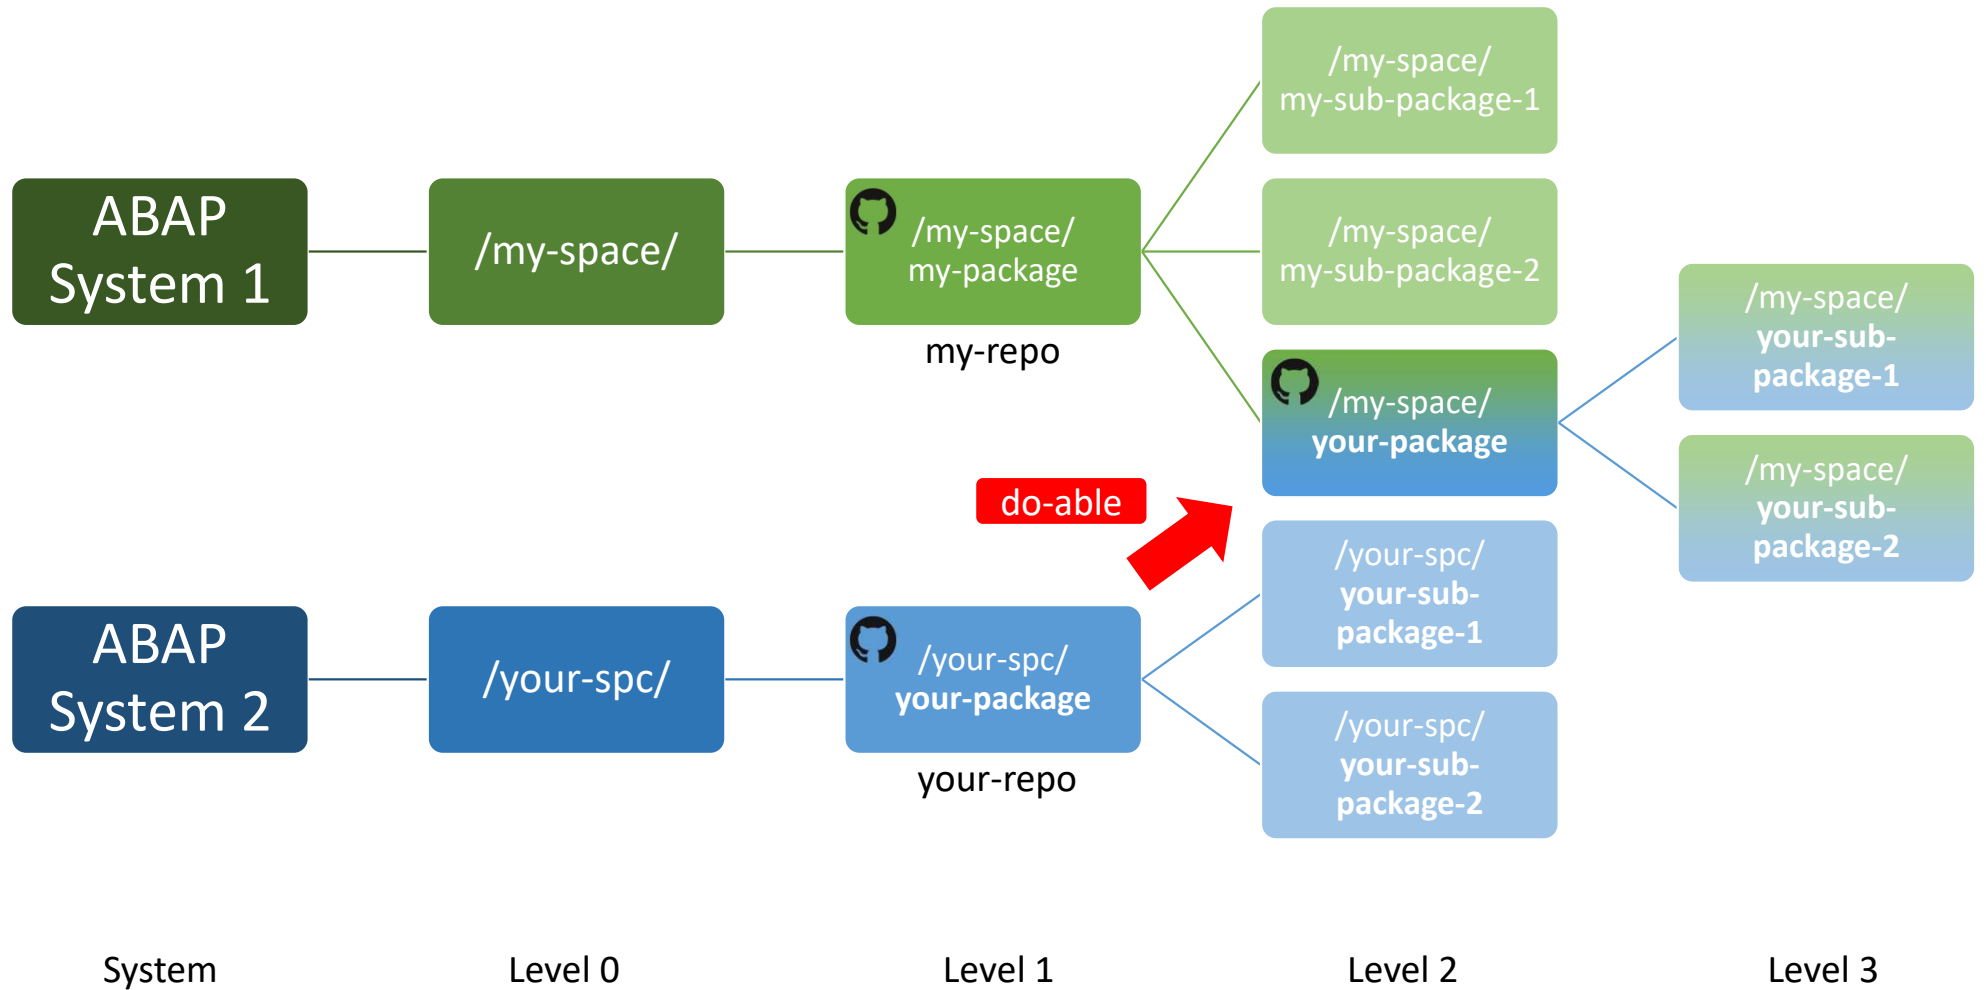 ABAP
System 1
/my-space/
/my-space/
my-package
my-repo
/my-space/
my-sub-package-1
/my-space/
my-sub-package-2
/my-space/
your-package
/my-space/
your-sub-
package-1
/my-space/
your-sub-
package-2
do-able
ABAP
System 2
/your-spc/
/your-spc/
your-package
your-repo
/your-spc/
your-sub-
package-1
/your-spc/
your-sub-
package-2
System
Level 0
Level 1
Level 2
Level 3